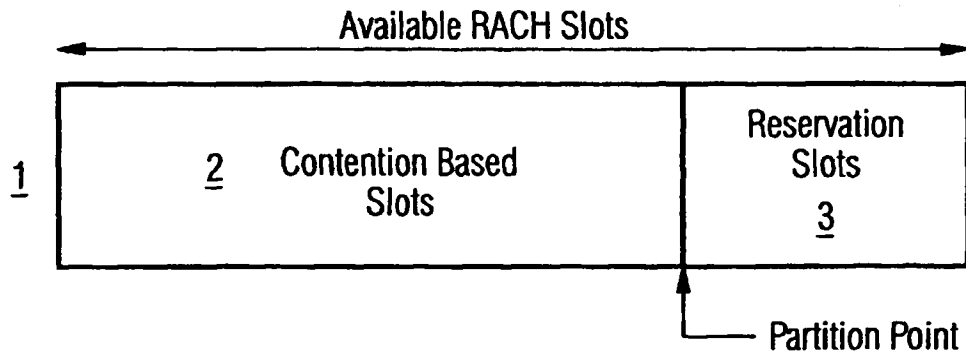 Available RACH Slots
1
2
Contention Based
Slots
Reservation
Slots
3
Partition Point